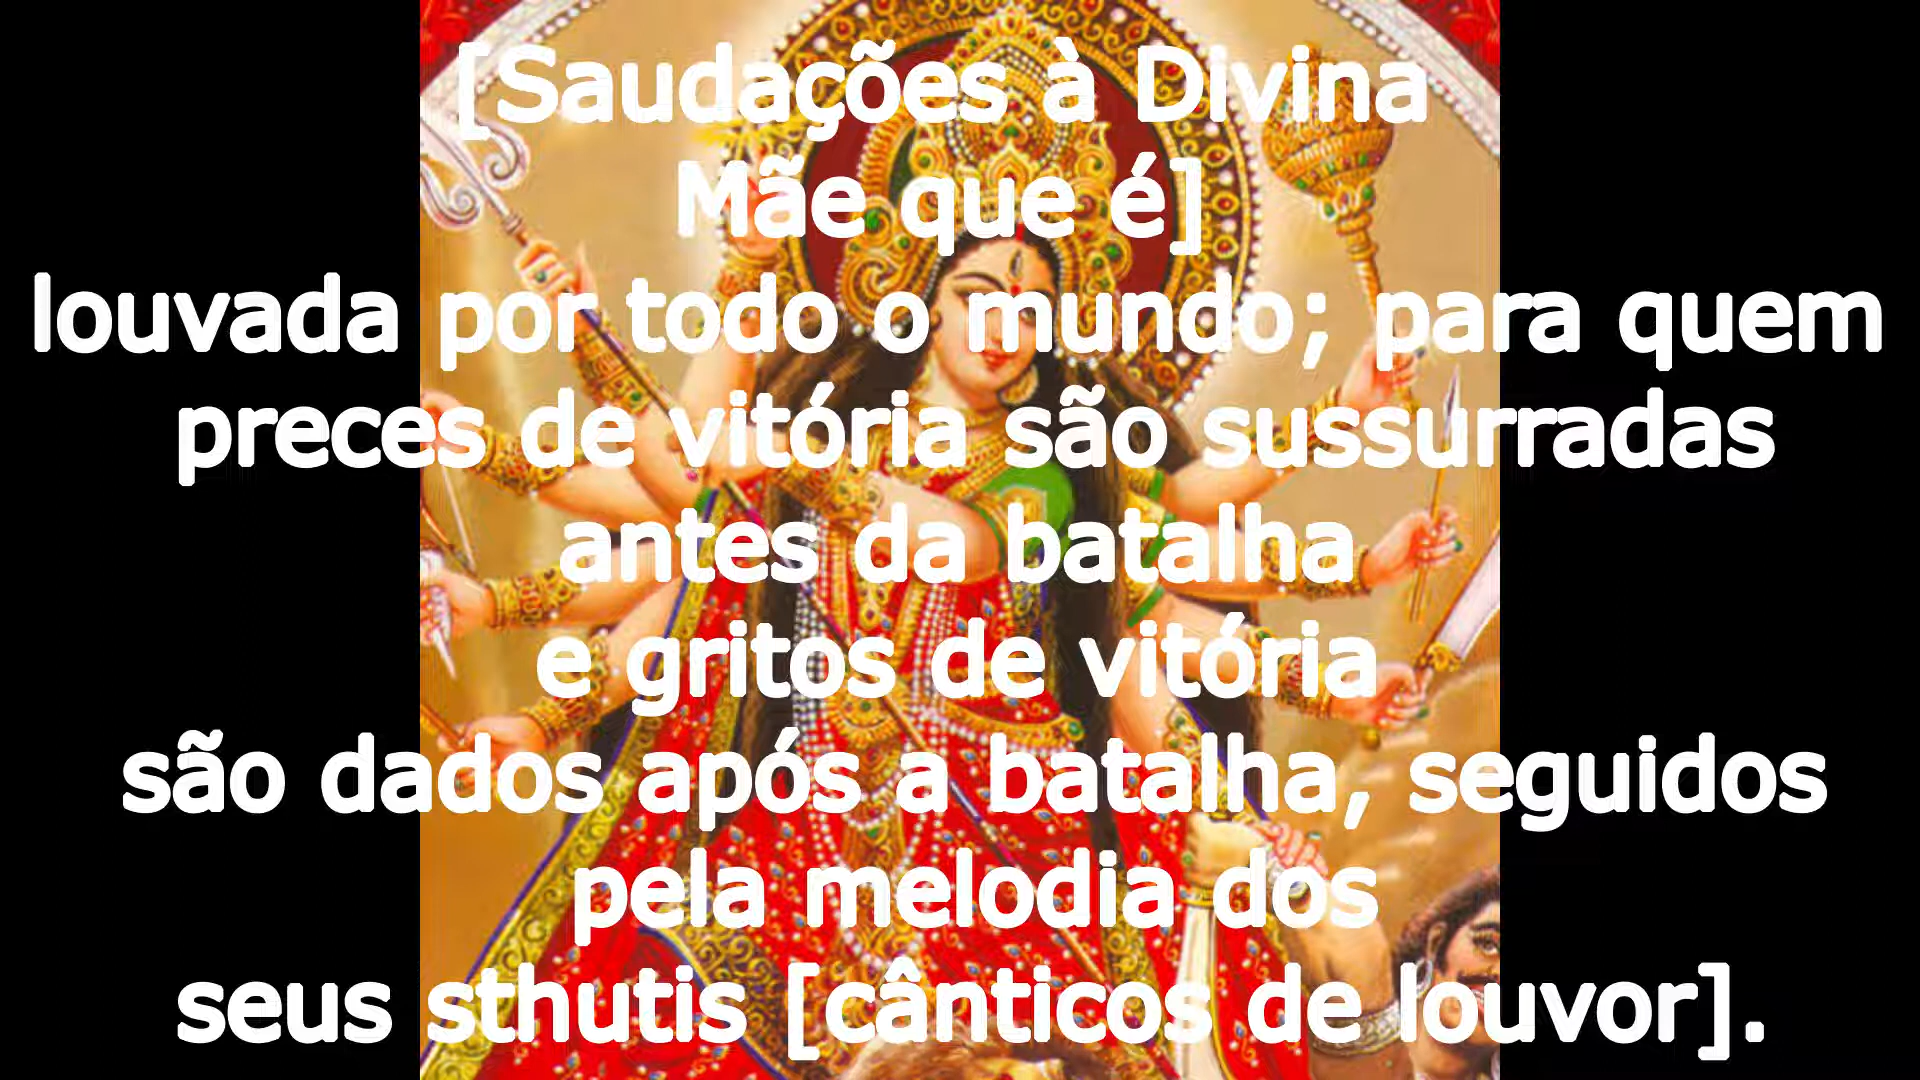 [Saudações à Divina
Mãe que é]
louvada por todo o mundo; para quem
preces de vitória são sussurradas
antes da batalha
e gritos de vitória
são dados após a batalha, seguidos
pela melodia dos
seus sthutis [cânticos de louvor].